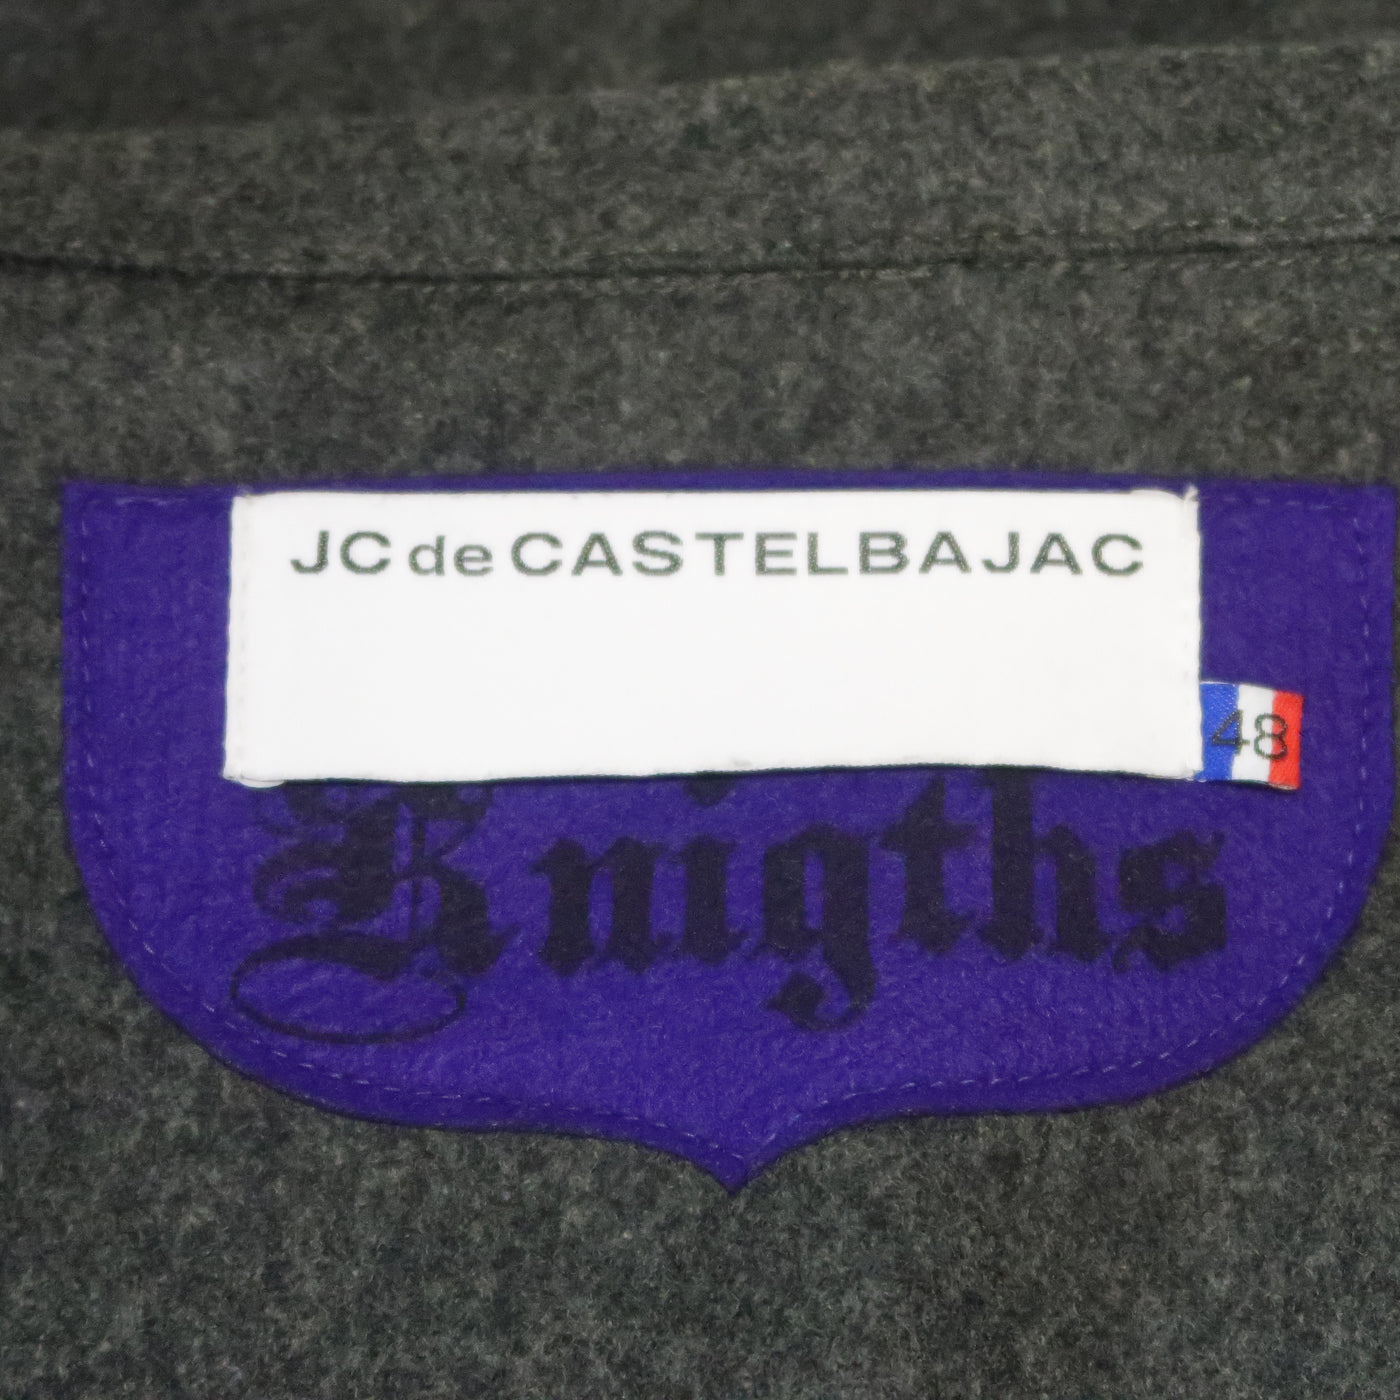 JC de CASTELBAJAC
48
Knigths